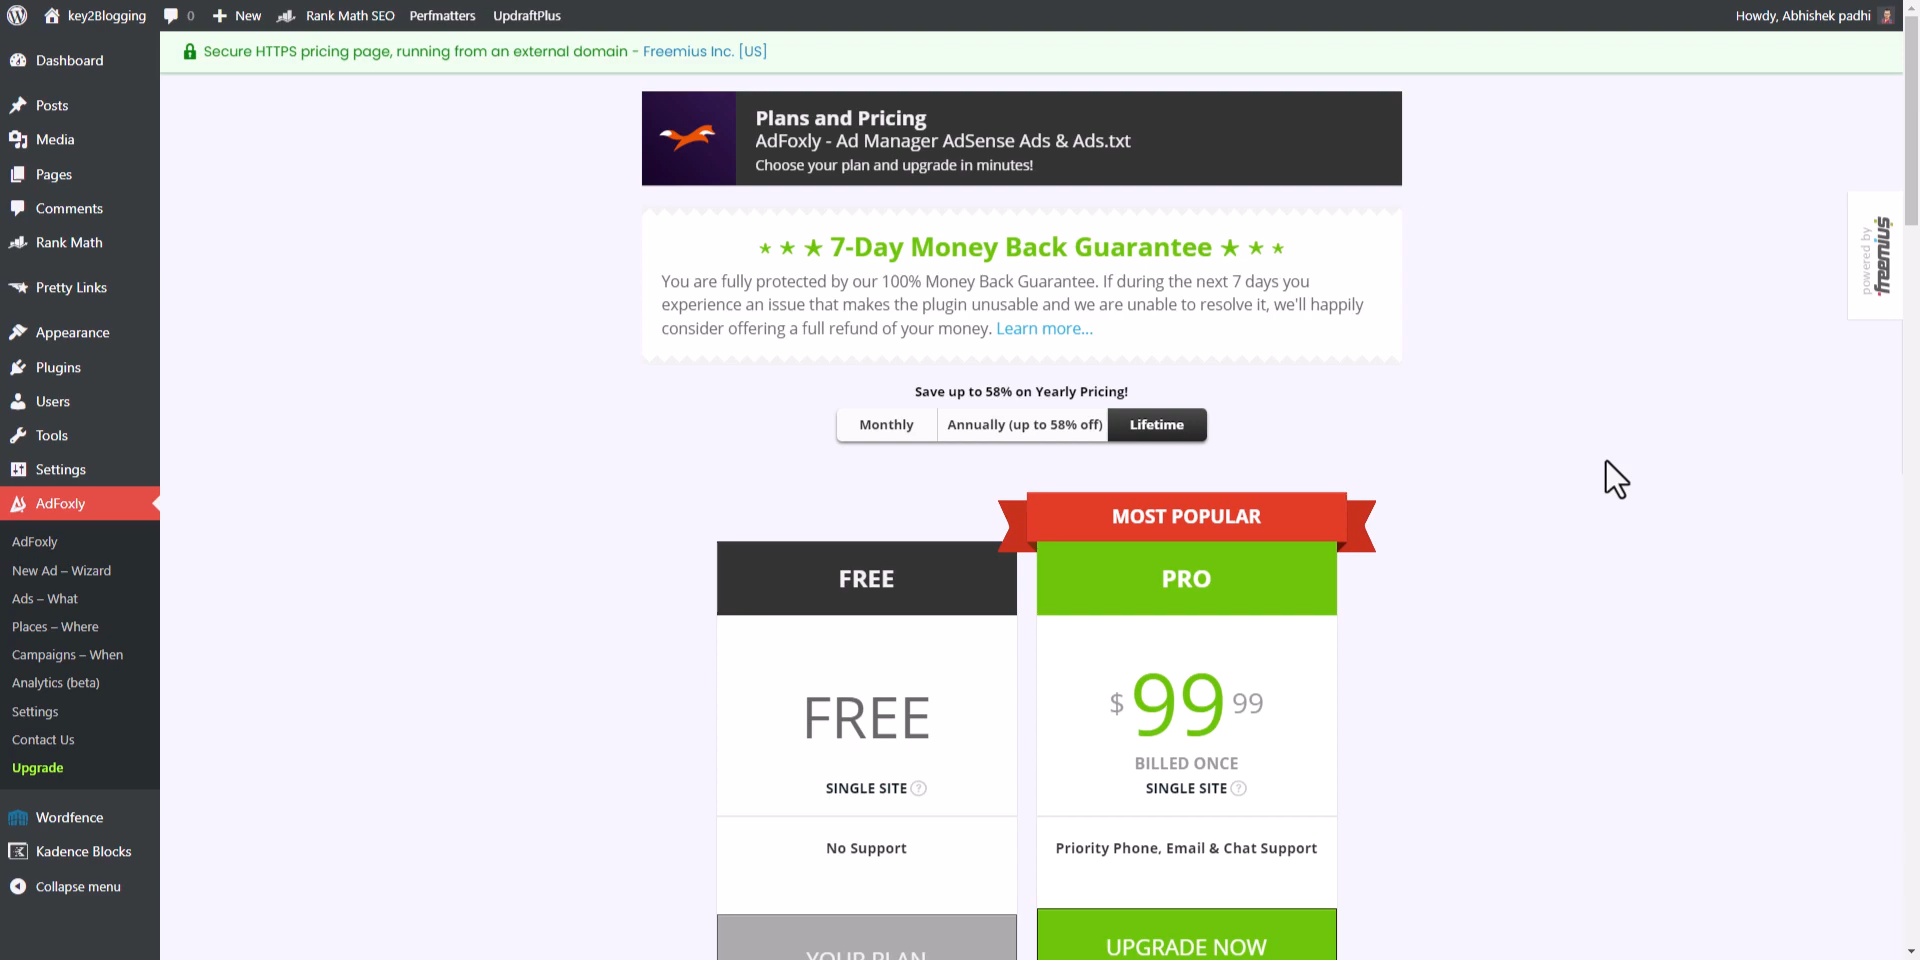 key2Blogging 0 New Rank Math SEO Perfmatters UpdraftPlus Howdy, Abhishek padhi
Secure HTTPS pricing page, running from an external domain - Freemius Inc. [US]
Dashboard
Posts
Media
Pages
Comments
Rank Math
Pretty Links
Appearance
Plugins
Users
Tools
Settings
AdFoxly
AdFoxly
New Ad – Wizard
Ads – What
Places – Where
Campaigns – When
Analytics (beta)
Settings
Contact Us
Upgrade
Wordfence
Kadence Blocks
Collapse menu
Plans and Pricing
AdFoxly - Ad Manager AdSense Ads & Ads.txt
Choose your plan and upgrade in minutes!
★ ★ ★ 7-Day Money Back Guarantee ★ ★ ★
You are fully protected by our 100% Money Back Guarantee. If during the next 7 days you
experience an issue that makes the plugin unusable and we are unable to resolve it, we'll happily
consider offering a full refund of your money. Learn more...
Save up to 58% on Yearly Pricing!
Monthly Annually (up to 58% off) Lifetime
MOST POPULAR
FREE
FREE
SINGLE SITE ?
No Support
YOUR PLAN
PRO
$ 99 99
BILLED ONCE
SINGLE SITE ?
Priority Phone, Email & Chat Support
UPGRADE NOW
powered by
freemius